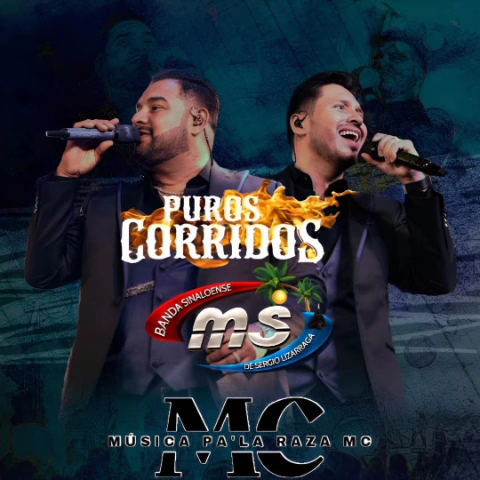 PUROS
CORRIDOS
BANDA SINALOENSE
ms
DE SERGIO LIZARRAGA
MC
MÚSICA PA'LA RAZA MC